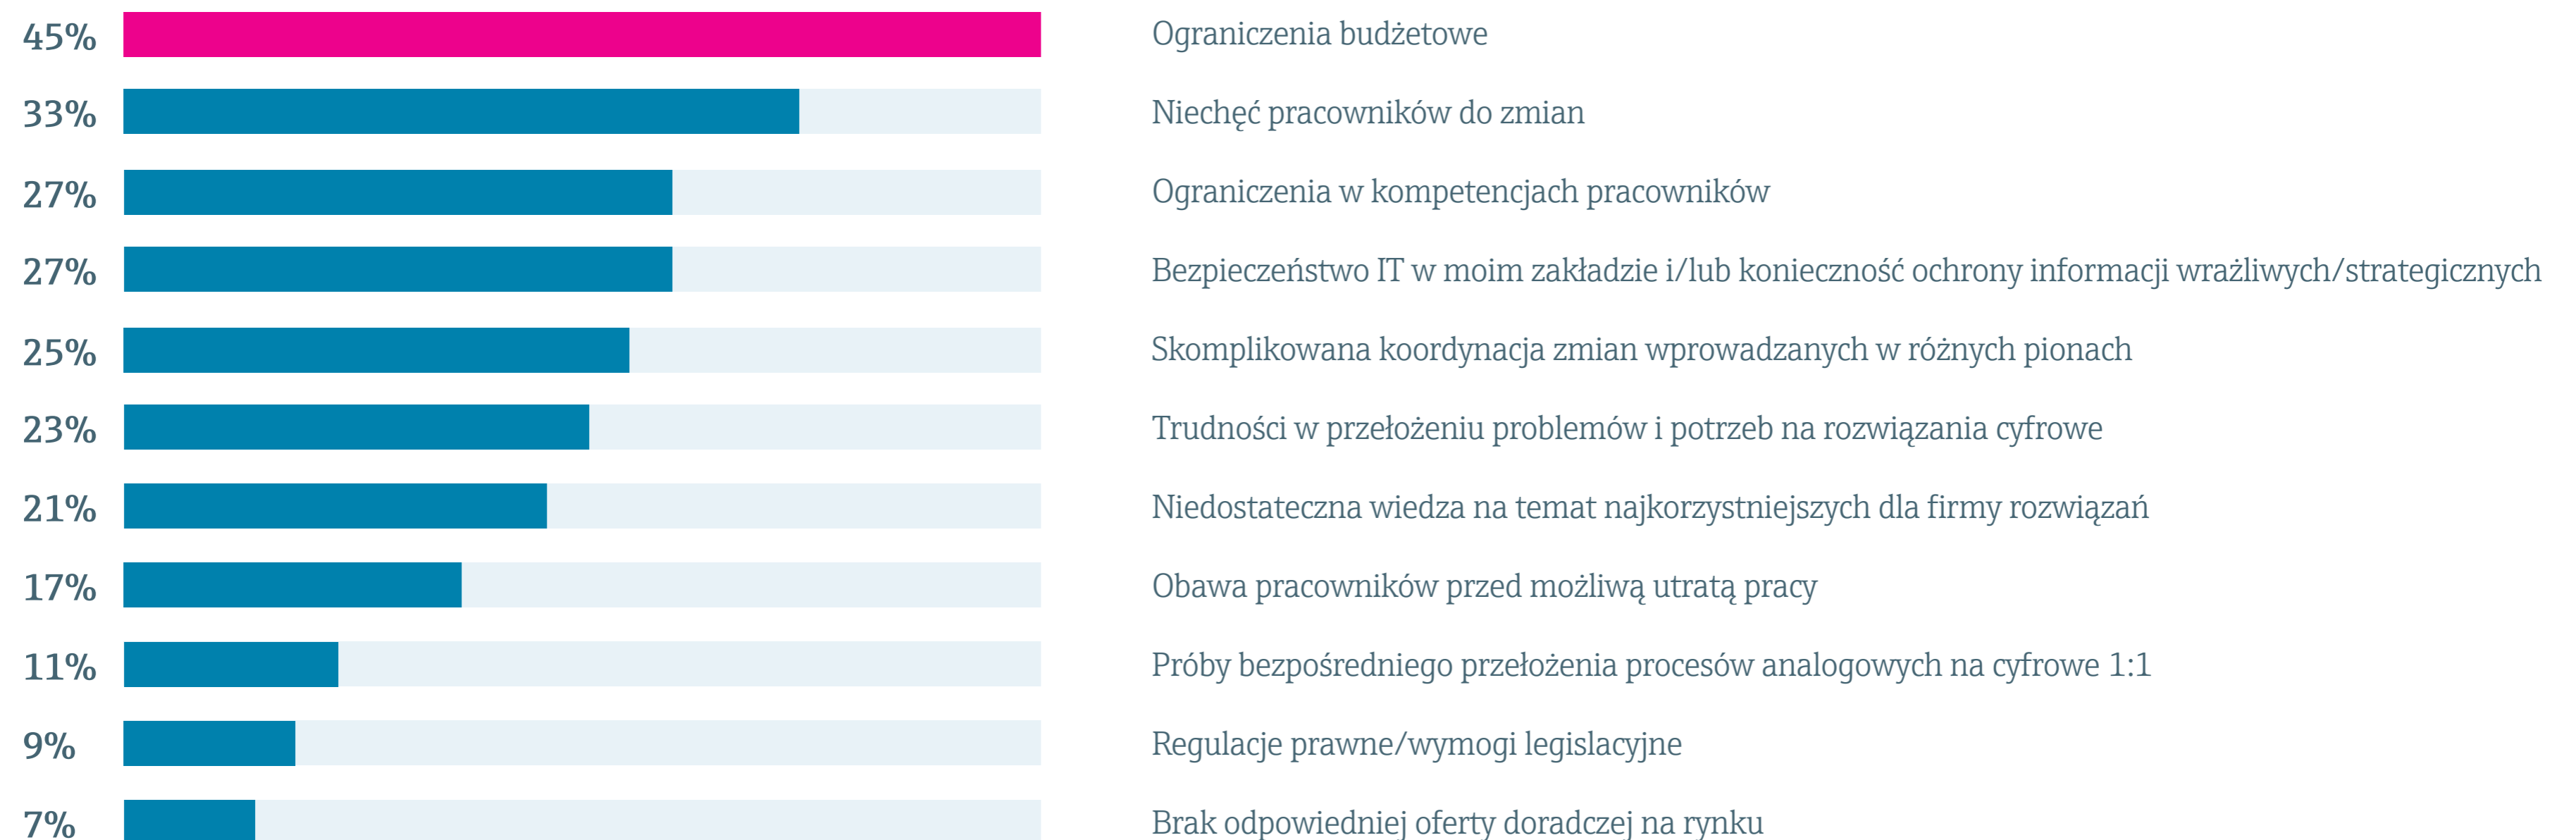 45% Ograniczenia budżetowe
33% Niechęć pracowników do zmian
27% Ograniczenia w kompetencjach pracowników
27% Bezpieczeństwo IT w moim zakładzie i/lub konieczność ochrony informacji wrażliwych/strategicznych
25% Skomplikowana koordynacja zmian wprowadzanych w różnych pionach
23% Trudności w przełożeniu problemów i potrzeb na rozwiązania cyfrowe
21% Niedostateczna wiedza na temat najkorzystniejszych dla firmy rozwiązań
17% Obawa pracowników przed możliwą utratą pracy
11% Próby bezpośredniego przełożenia procesów analogowych na cyfrowe 1:1
9% Regulacje prawne/wymogi legislacyjne
7% Brak odpowiedniej oferty doradczej na rynku